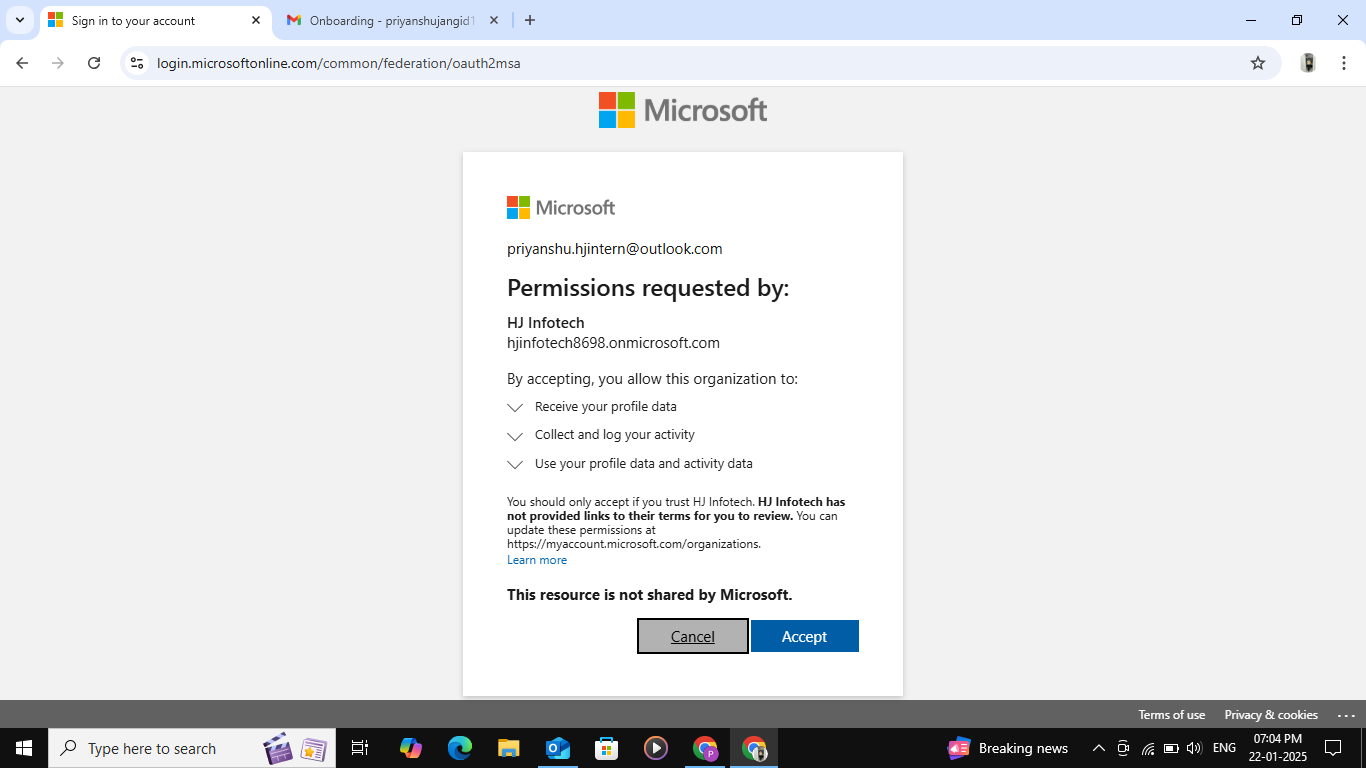 Sign in to your account
Onboarding - priyanshujangid1
login.microsoftonline.com/common/federation/oauth2msa
Microsoft
Microsoft
priyanshu.hjintern@outlook.com
Permissions requested by:
HJ Infotech
hjinfotech8698.onmicrosoft.com
By accepting, you allow this organization to:
Receive your profile data
Collect and log your activity
Use your profile data and activity data
You should only accept if you trust HJ Infotech. HJ Infotech has
not provided links to their terms for you to review. You can
update these permissions at
https://myaccount.microsoft.com/organizations.
Learn more
This resource is not shared by Microsoft.
Cancel
Accept
Terms of use
Privacy & cookies
Type here to search
Breaking news
ENG
07:04 PM
22-01-2025